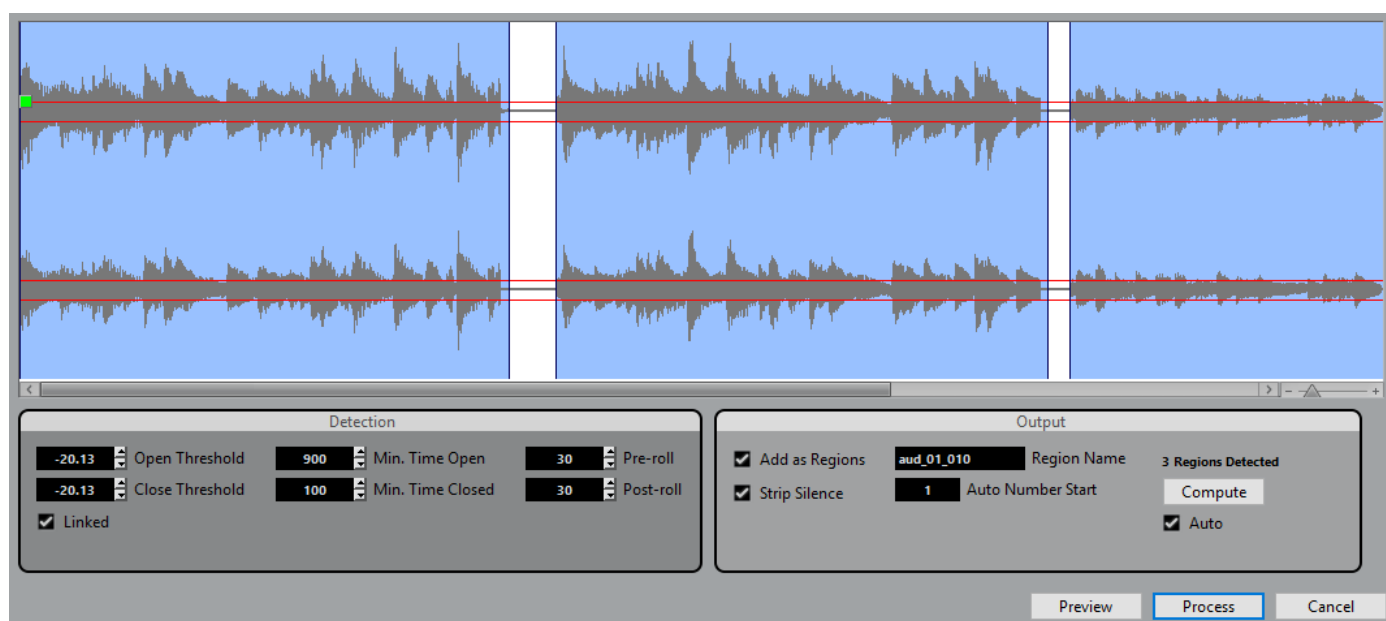 Detection
-20.13 Open Threshold 900 Min. Time Open 30 Pre-roll
-20.13 Close Threshold 100 Min. Time Closed 30 Post-roll
Linked
Output
Add as Regions aud_01_010 Region Name 3 Regions Detected
Strip Silence 1 Auto Number Start Compute
Auto
Preview Process Cancel